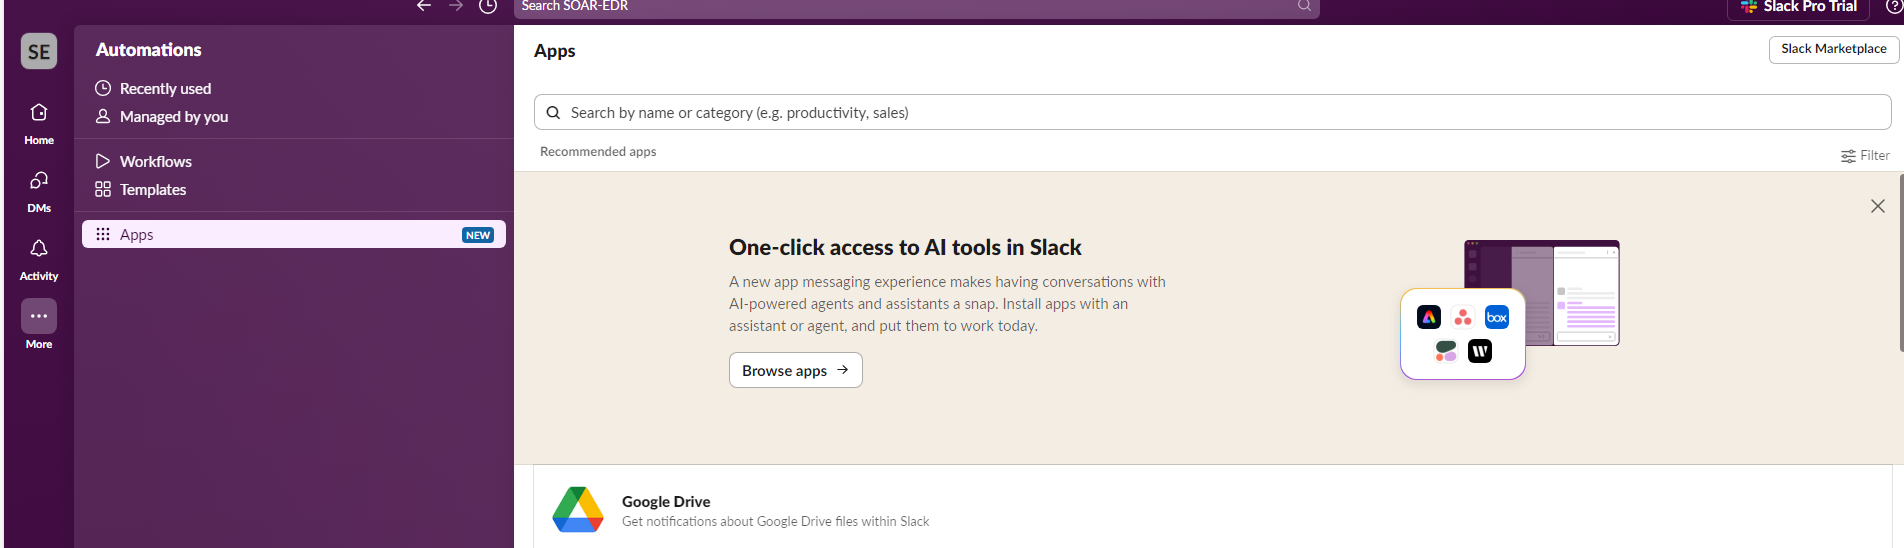 Search SOAR-EDR
Slack Pro Trial
SE
Home
DMs
Activity
More
Automations
Recently used
Managed by you
Workflows
Templates
Apps
NEW
Apps
Slack Marketplace
Search by name or category (e.g. productivity, sales)
Recommended apps
Filter
One-click access to AI tools in Slack
A new app messaging experience makes having conversations with
AI-powered agents and assistants a snap. Install apps with an
assistant or agent, and put them to work today.
Browse apps
box
Google Drive
Get notifications about Google Drive files within Slack